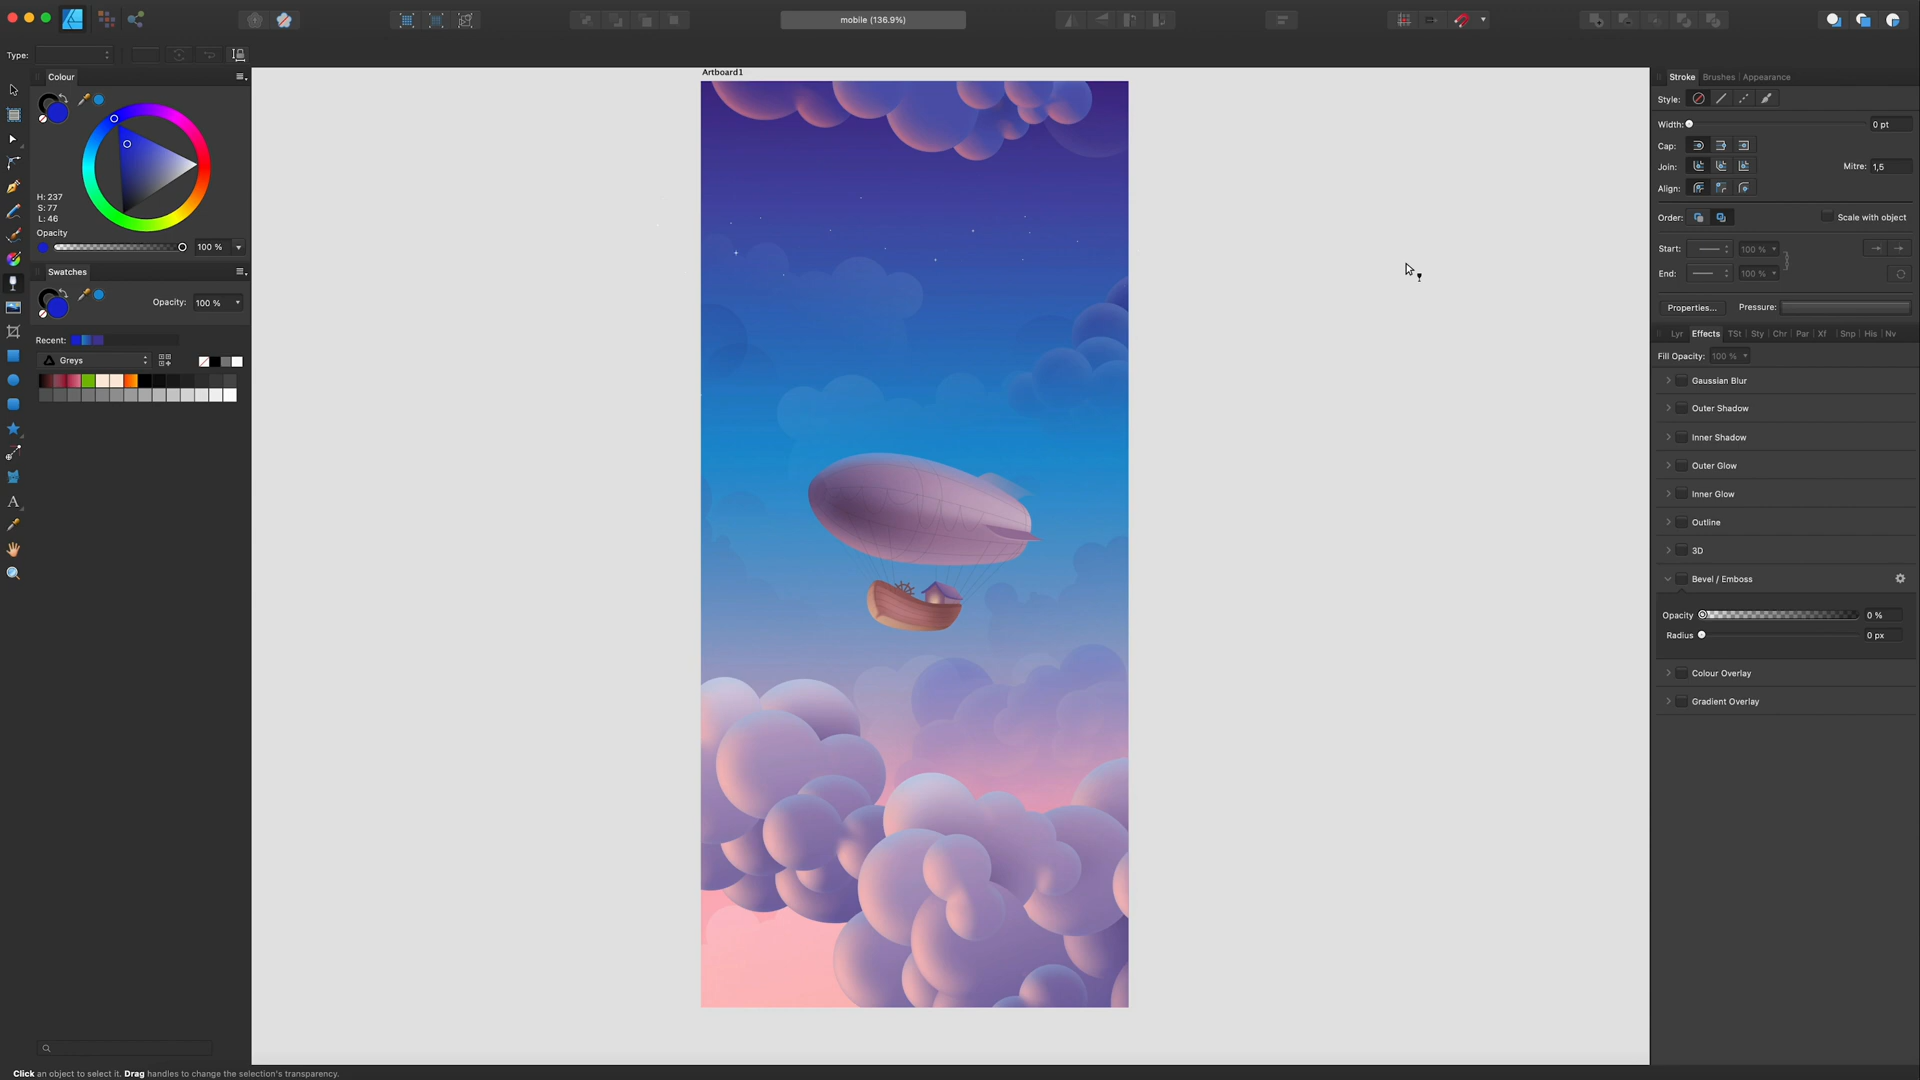 mobile (136.9%)
Type:
Colour
H: 237
S: 77
L: 46
Opacity
100 %
Swatches
Opacity: 100 %
Recent:
Greys
Artboard1
Stroke Brushes Appearance
Style:
Width: 0 pt
Cap:
Join: Mitre: 1,5
Align:
Order: Scale with object
Start: 100 %
End: 100 %
Properties... Pressure:
Lyr Effects TSt Sty Chr Par Xf Snp His Nv
Fill Opacity: 100 %
Gaussian Blur
Outer Shadow
Inner Shadow
Outer Glow
Inner Glow
Outline
3D
Bevel / Emboss
Opacity 0 %
Radius 0 px
Colour Overlay
Gradient Overlay
Click an object to select it. Drag handles to change the selection's transparency.